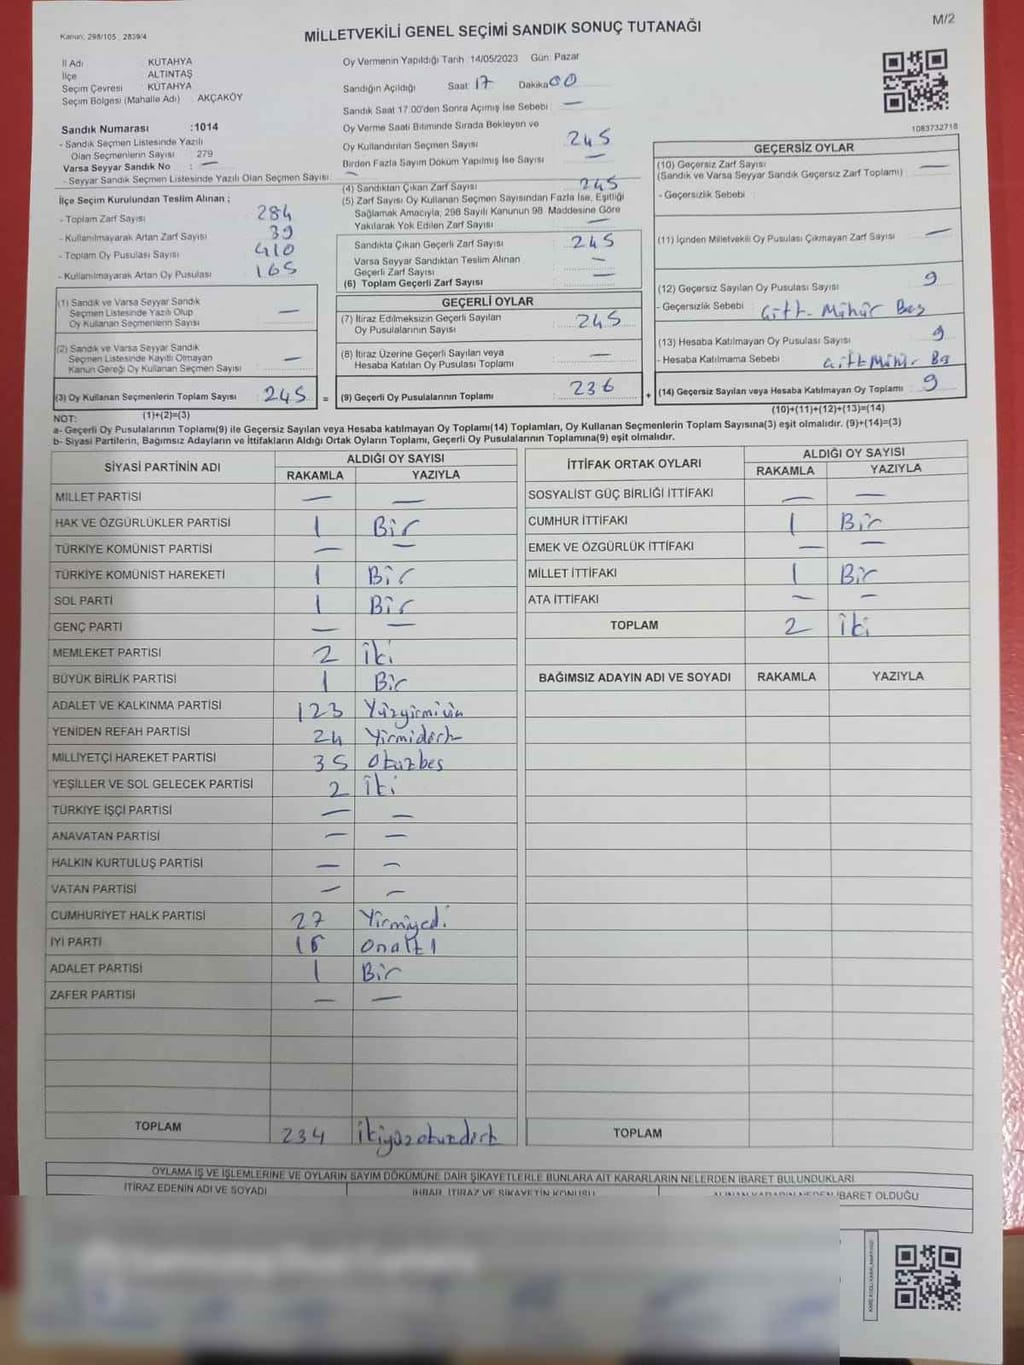 M/2
Kanun: 298/105 2839/4
MİLLETVEKİLİ GENEL SEÇİMİ SANDIK SONUÇ TUTANAĞI
İl Adı : KÜTAHYA
İlçe ALTINTAŞ
Seçim Çevresi : KÜTAHYA
Seçim Bölgesi (Mahalle Adı) : AKÇAKÖY
Sandık Numarası :1014
- Sandık Seçmen Listesinde Yazılı
Olan Seçmenlerin Sayısı : 279
Varsa Seyyar Sandık No : —
- Seyyar Sandık Seçmen Listesinde Yazılı Olan Seçmen Sayısı : —
Oy Vermenin Yapıldığı Tarih 14/05/2023 Gün: Pazar
Sandığın Açıldığı Saat 17 Dakika 00
Sandık Saat 17.00'den Sonra Açılmış İse Sebebi : —
Oy Verme Saati Bitiminde Sırada Bekleyen ve
Oy Kullandırılan Seçmen Sayısı 245
Birden Fazla Sayım Döküm Yapılmış İse Sayısı —
1083732718
İlçe Seçim Kurulundan Teslim Alınan ;
- Toplam Zarf Sayısı 284
- Kullanılmayarak Artan Zarf Sayısı 39
- Toplam Oy Pusulası Sayısı 410
- Kullanılmayarak Artan Oy Pusulası 165
(1) Sandık ve Varsa Seyyar Sandık
Seçmen Listesinde Yazılı Olup
Oy Kullanan Seçmenlerin Sayısı —
(2) Sandık ve Varsa Seyyar Sandık
Seçmen Listesinde Kayıtlı Olmayan
Kanun Gereği Oy Kullanan Seçmen Sayısı —
(3) Oy Kullanan Seçmenlerin Toplam Sayısı 245 =
(1)+(2)=(3)
(4) Sandıktan Çıkan Zarf Sayısı 245
(5) Zarf Sayısı Oy Kullanan Seçmen Sayısından Fazla İse, Eşitliği
Sağlamak Amacıyla, 298 Sayılı Kanunun 98. Maddesine Göre
Yakılarak Yok Edilen Zarf Sayısı —
Sandıkta Çıkan Geçerli Zarf Sayısı 245
Varsa Seyyar Sandıktan Teslim Alınan
Geçerli Zarf Sayısı —
(6) Toplam Geçerli Zarf Sayısı —
GEÇERLİ OYLAR
(7) İtiraz Edilmeksizin Geçerli Sayılan
Oy Pusulalarının Sayısı 245
(8) İtiraz Üzerine Geçerli Sayılan veya
Hesaba Katılan Oy Pusulası Toplamı —
(9) Geçerli Oy Pusulalarının Toplamı 236 +
GEÇERSİZ OYLAR
(10) Geçersiz Zarf Sayısı —
(Sandık ve Varsa Seyyar Sandık Geçersiz Zarf Toplamı)
- Geçersizlik Sebebi :
(11) İçinden Milletvekili Oy Pusulası Çıkmayan Zarf Sayısı —
(12) Geçersiz Sayılan Oy Pusulası Sayısı 9
- Geçersizlik Sebebi : Çift - Mühür Bas
(13) Hesaba Katılmayan Oy Pusulası Sayısı 9
- Hesaba Katılmama Sebebi : Çift
(14) Geçersiz Sayılan veya Hesaba Katılmayan Oy Toplamı 9
(10)+(11)+(12)+(13)=(14)
NOT:
a- Geçerli Oy Pusulalarının Toplamı(9) ile Geçersiz Sayılan veya Hesaba katılmayan Oy Toplamı(14) Toplamları, Oy Kullanan Seçmenlerin Toplam Sayısına(3) eşit olmalıdır. (9)+(14)=(3)
b- Siyasi Partilerin, Bağımsız Adayların ve İttifakların Aldığı Ortak Oyların Toplamı, Geçerli Oy Pusulalarının Toplamına(9) eşit olmalıdır.
SİYASİ PARTİNİN ADI ALDIĞI OY SAYISI
RAKAMLA YAZIYLA
MİLLET PARTİSİ — —
HAK VE ÖZGÜRLÜKLER PARTİSİ 1 Bir
TÜRKİYE KOMÜNİST PARTİSİ — —
TÜRKİYE KOMÜNİST HAREKETİ 1 Bir
SOL PARTİ 1 Bir
GENÇ PARTİ — —
MEMLEKET PARTİSİ 2 İki
BÜYÜK BİRLİK PARTİSİ 1 Bir
ADALET VE KALKINMA PARTİSİ 123 Yüzyirmiüç
YENİDEN REFAH PARTİSİ 24 Yirmidört
MİLLİYETÇİ HAREKET PARTİSİ 35 Otuzbeş
YEŞİLLER VE SOL GELECEK PARTİSİ 2 İki
TÜRKİYE İŞÇİ PARTİSİ — —
ANAVATAN PARTİSİ — —
HALKIN KURTULUŞ PARTİSİ — —
VATAN PARTİSİ — —
CUMHURİYET HALK PARTİSİ 27 Yirmiyedi
İYİ PARTİ 16 Onaltı
ADALET PARTİSİ 1 Bir
ZAFER PARTİSİ — —
TOPLAM 234 İkiyüzotuzdört
İTTİFAK ORTAK OYLARI ALDIĞI OY SAYISI
RAKAMLA YAZIYLA
SOSYALİST GÜÇ BİRLİĞİ İTTİFAKI — —
CUMHUR İTTİFAKI 1 Bir
EMEK VE ÖZGÜRLÜK İTTİFAKI — —
MİLLET İTTİFAKI 1 Bir
ATA İTTİFAKI — —
TOPLAM 2 İki
BAĞIMSIZ ADAYIN ADI VE SOYADI RAKAMLA YAZIYLA
TOPLAM
OYLAMA İŞ VE İŞLEMLERİNE VE OYLARIN SAYIM DÖKÜMÜNE DAİR ŞİKAYETLERLE BUNLARA AİT KARARLARIN NELERDEN İBARET BULUNDUKLARI
İTİRAZ EDENİN ADI VE SOYADI İHBAR, İTİRAZ VE ŞİKAYETİN KONUSU ALINAN KARARIN NEDEN İBARET OLDUĞU